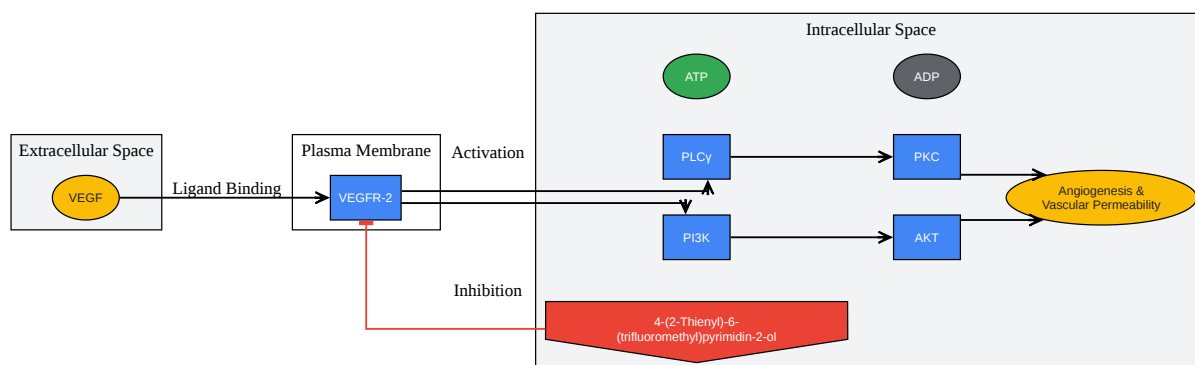 Intracellular Space
ATP
ADP
Extracellular Space
Plasma Membrane
Activation
PLCγ
PKC
VEGF
Ligand Binding
VEGFR-2
Angiogenesis &
Vascular Permeability
PI3K
AKT
Inhibition
4-(2-Thienyl)-6-
(trifluoromethyl)pyrimidin-2-ol